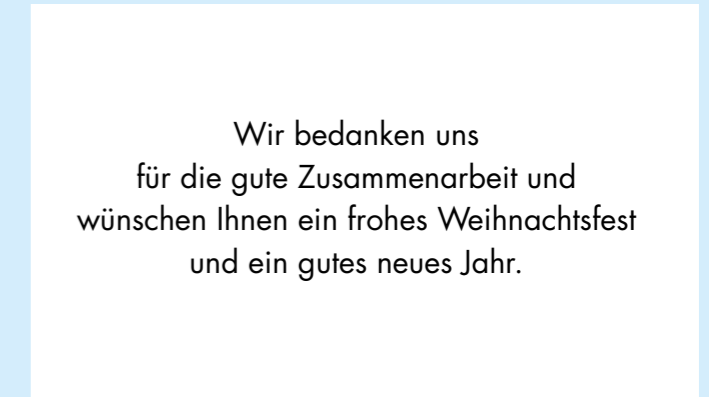 Wir bedanken uns
für die gute Zusammenarbeit und
wünschen Ihnen ein frohes Weihnachtsfest
und ein gutes neues Jahr.